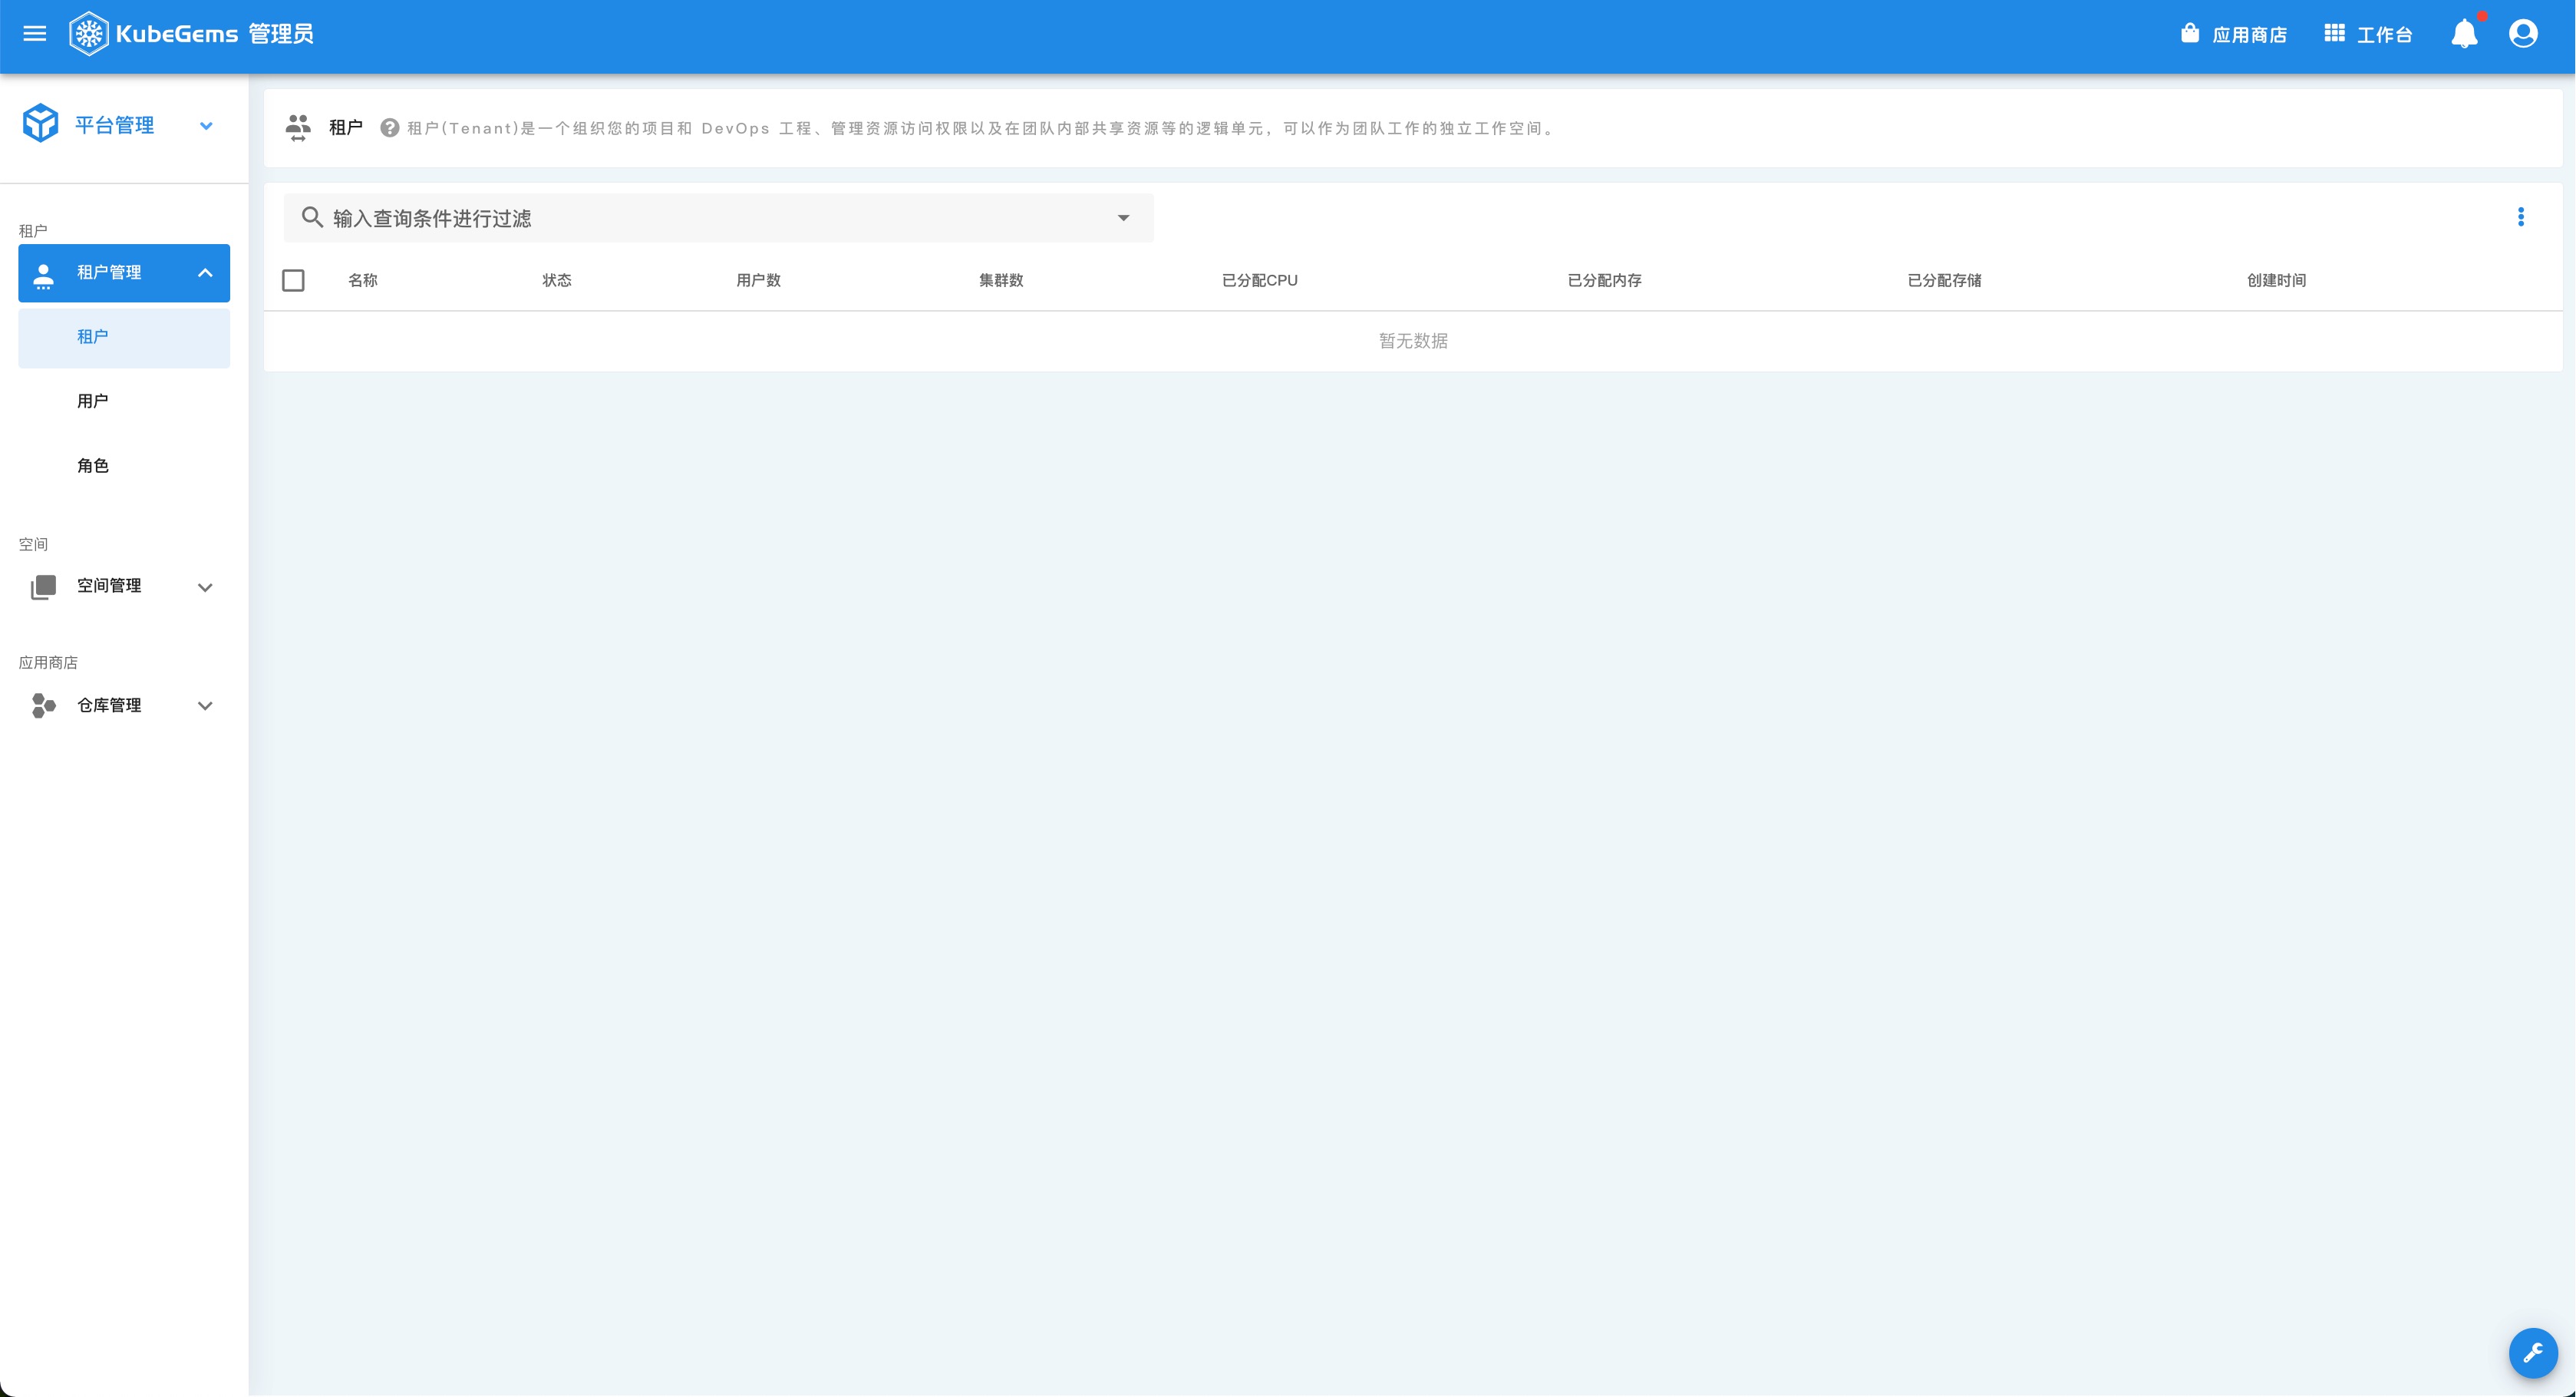 KubeGems 管理员
应用商店
工作台
平台管理
租户
租户管理
租户
用户
角色
空间
空间管理
应用商店
仓库管理
租户
租户(Tenant)是一个组织您的项目和 DevOps 工程、管理资源访问权限以及在团队内部共享资源等的逻辑单元，可以作为团队工作的独立工作空间。
输入查询条件进行过滤
名称 状态 用户数 集群数 已分配CPU 已分配内存 已分配存储 创建时间
暂无数据